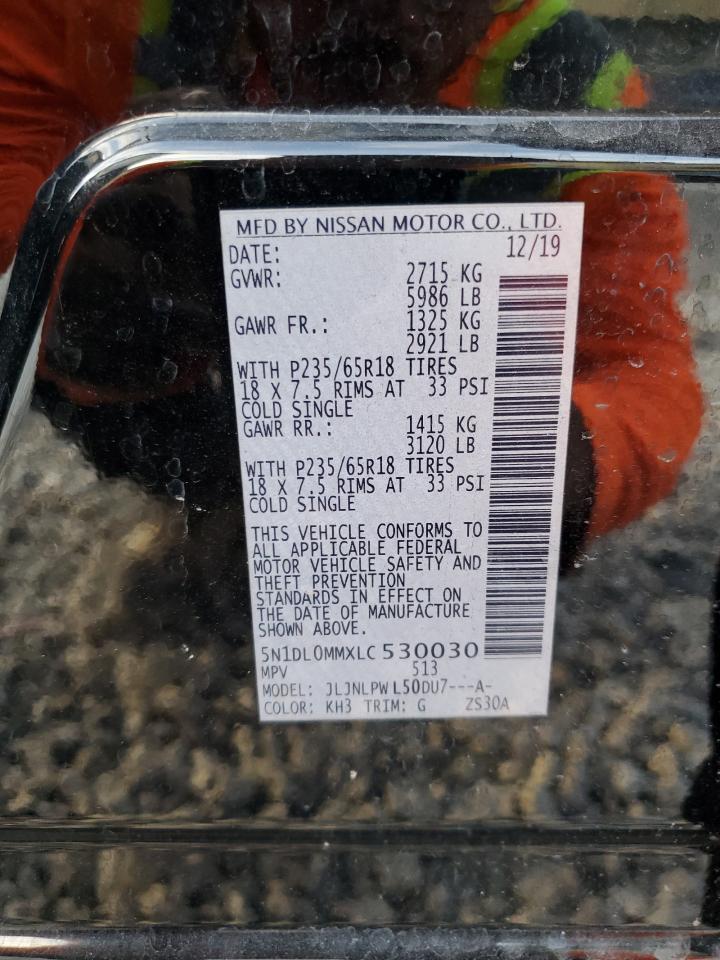 MFD BY NISSAN MOTOR CO., LTD.
DATE: 12/19
GVWR: 2715 KG
5986 LB
GAWR FR.: 1325 KG
2921 LB
WITH P235/65R18 TIRES
18 X 7.5 RIMS AT 33 PSI
COLD SINGLE
GAWR RR.: 1415 KG
3120 LB
WITH P235/65R18 TIRES
18 X 7.5 RIMS AT 33 PSI
COLD SINGLE
THIS VEHICLE CONFORMS TO
ALL APPLICABLE FEDERAL
MOTOR VEHICLE SAFETY AND
THEFT PREVENTION
STANDARDS IN EFFECT ON
THE DATE OF MANUFACTURE
SHOWN ABOVE.
5N1DL0MMXLC 530030
MPV 513
MODEL: JLJNLPW L50DU7---A-
COLOR: KH3 TRIM: G ZS30A